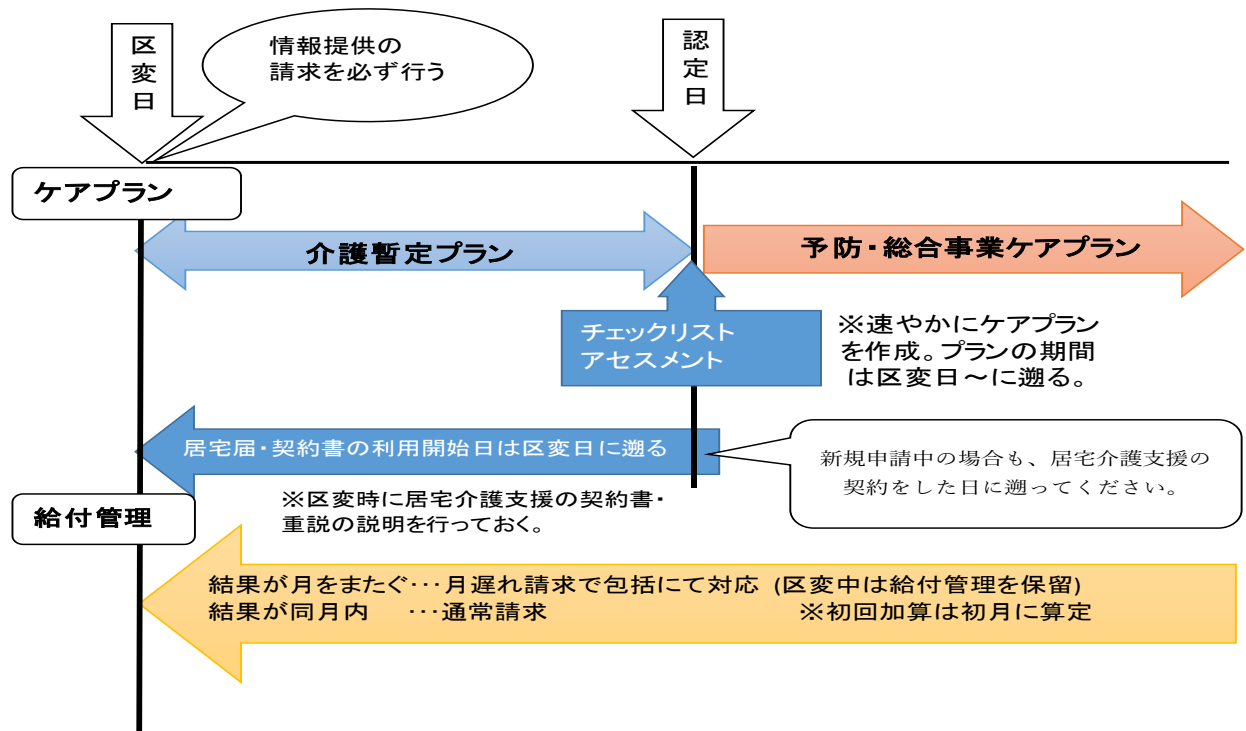 区
変
日
情報提供の
請求を必ず行う
認
定
日
ケアプラン
介護暫定プラン
予防・総合事業ケアプラン
チェックリスト
アセスメント
※速やかにケアプラン
を作成。プランの期間
は区変日～に遡る。
居宅届・契約書の利用開始日は区変日に遡る
新規申請中の場合も、居宅介護支援の
契約をした日に遡ってください。
※区変時に居宅介護支援の契約書・
重説の説明を行っておく。
給付管理
結果が月をまたぐ･･･月遅れ請求で包括にて対応 (区変中は給付管理を保留)
結果が同月内 ･･･通常請求 ※初回加算は初月に算定